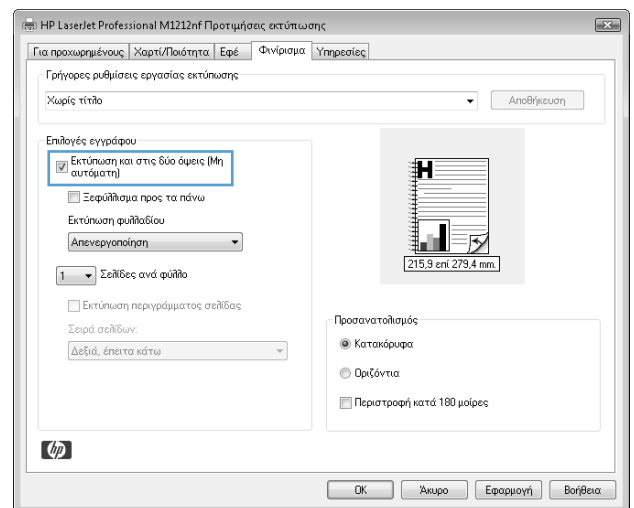 HP LaserJet Professional M1212nf Προτιμήσεις εκτύπωσης
Για προχωρημένους Χαρτί/Ποιότητα Εφέ Φινίρισμα Υπηρεσίες
Γρήγορες ρυθμίσεις εργασίας εκτύπωσης
Χωρίς τίτλο Αποθήκευση
Επιλογές εγγράφου
Εκτύπωση και στις δύο όψεις (Μη
αυτόματη)
Ξεφύλλισμα προς τα πάνω
Εκτύπωση φυλλαδίου
Απενεργοποίηση
1 Σελίδες ανά φύλλο
Εκτύπωση περιγράμματος σελίδας
Σειρά σελίδων:
Δεξιά, έπειτα κάτω
H
215,9 επί 279,4 mm.
Προσανατολισμός
Κατακόρυφα
Οριζόντια
Περιστροφή κατά 180 μοίρες
hp
OK Άκυρο Εφαρμογή Βοήθεια